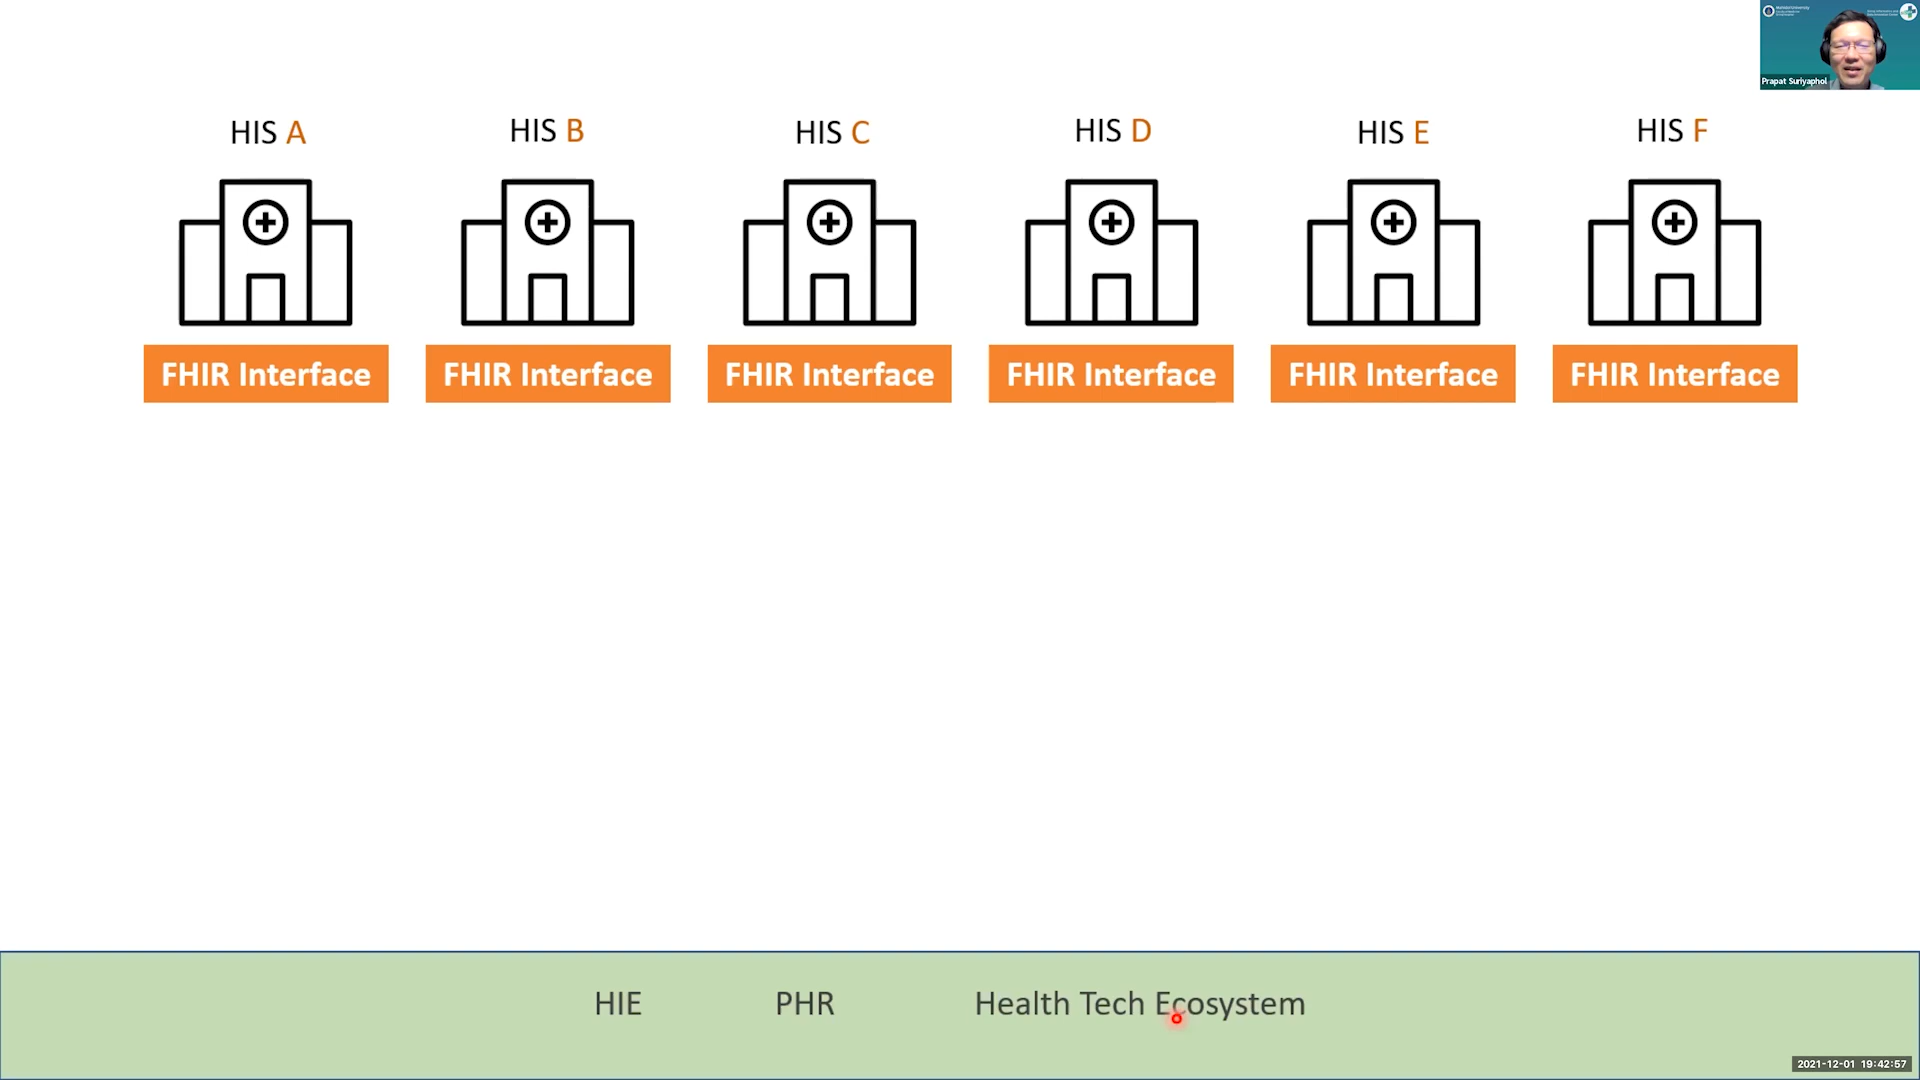 Prapat Suriyaphol
HIS A
HIS B
HIS C
HIS D
HIS E
HIS F
FHIR Interface
FHIR Interface
FHIR Interface
FHIR Interface
FHIR Interface
FHIR Interface
HIE
PHR
Health Tech Ecosystem
2021-12-01 19:42:57